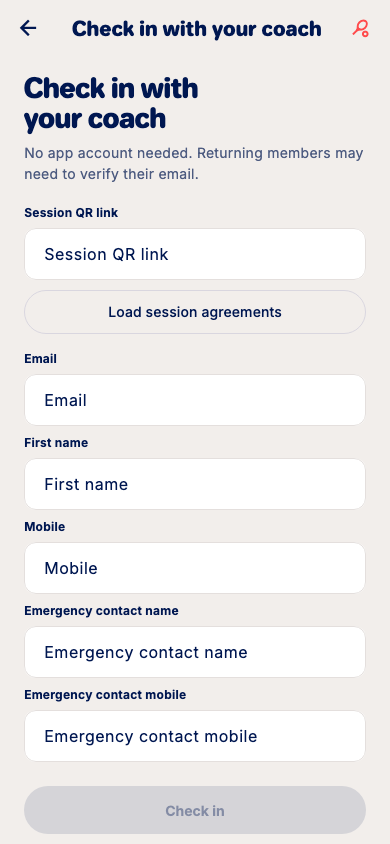 Check in with your coach
Check in with
your coach
No app account needed. Returning members may
need to verify their email.
Session QR link
Session QR link
Load session agreements
Email
Email
First name
First name
Mobile
Mobile
Emergency contact name
Emergency contact name
Emergency contact mobile
Emergency contact mobile
Check in